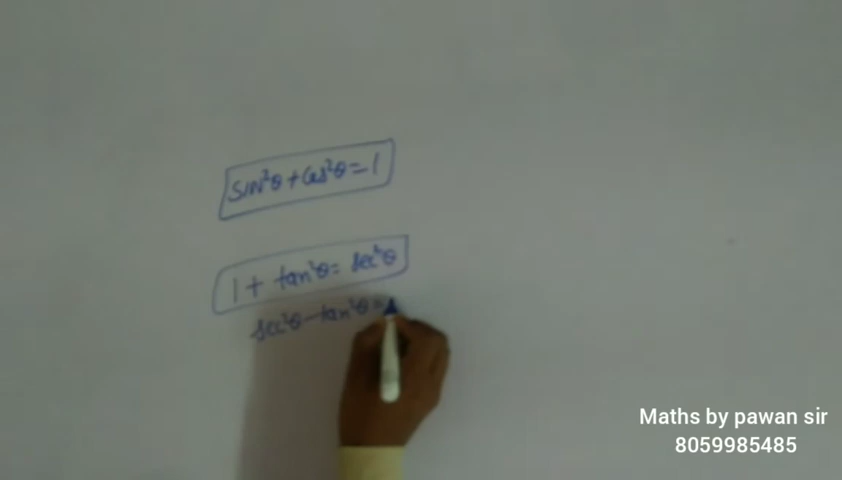 sin²θ + cos²θ = 1
1 + tan²θ = sec²θ
sec²θ - tan²θ =
Maths by pawan sir
8059985485